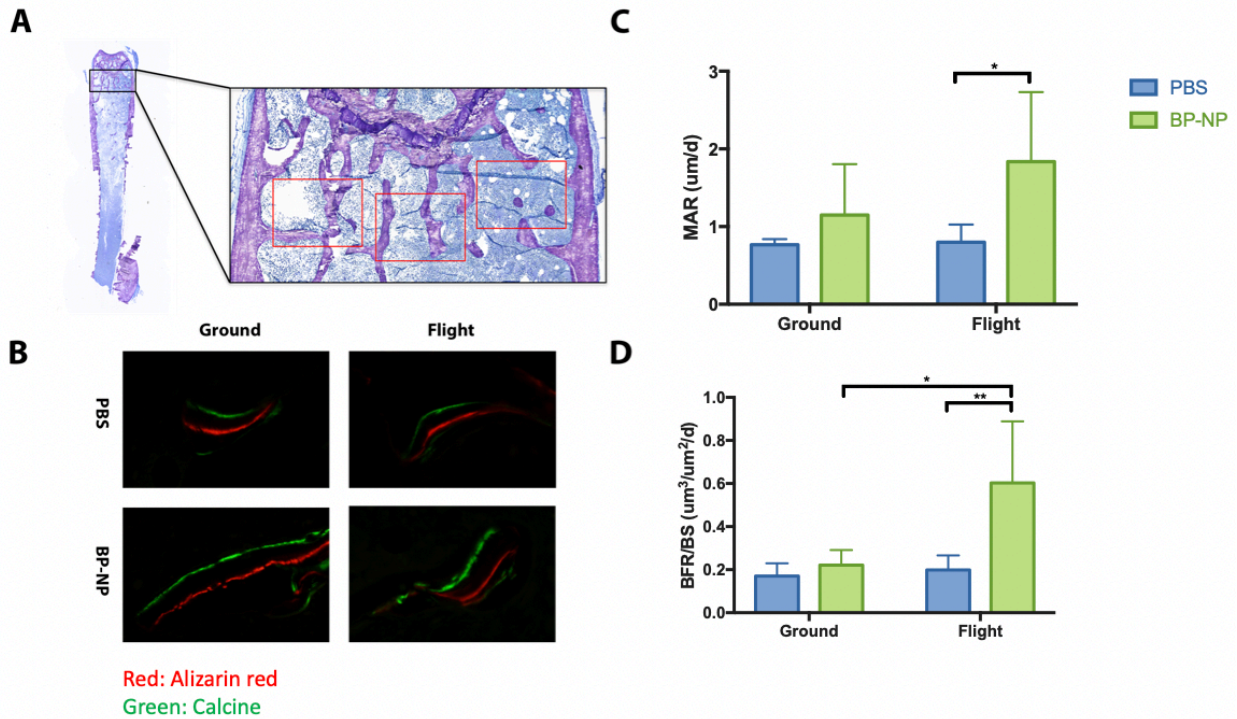 A
C
*
3
2
1
0
MAR (um/d)
Ground
Flight
PBS
BP-NP
Ground
Flight
B
PBS
BP-NP
Red: Alizarin red
Green: Calcine
D
*
**
1.0
0.8
0.6
0.4
0.2
0.0
BFR/BS (um³/um²/d)
Ground
Flight